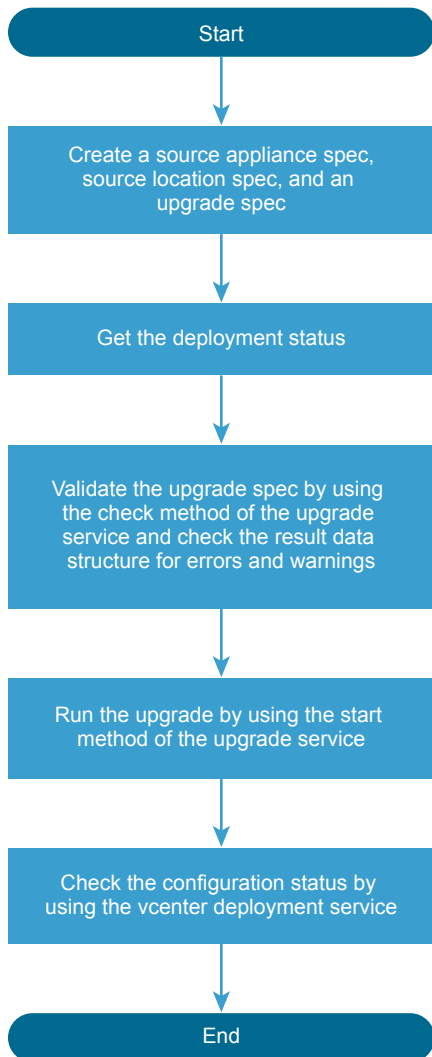 Start
Create a source appliance spec,
source location spec, and an
upgrade spec
Get the deployment status
Validate the upgrade spec by using
the check method of the upgrade
service and check the result data
structure for errors and warnings
Run the upgrade by using the start
method of the upgrade service
Check the configuration status by
using the vcenter deployment service
End